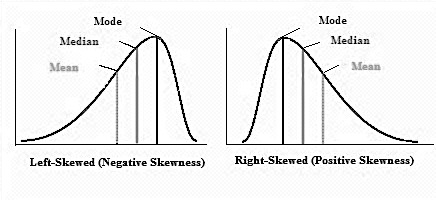 Mode
Median
Mean
Left-Skewed (Negative Skewness)
Mode
Median
Mean
Right-Skewed (Positive Skewness)